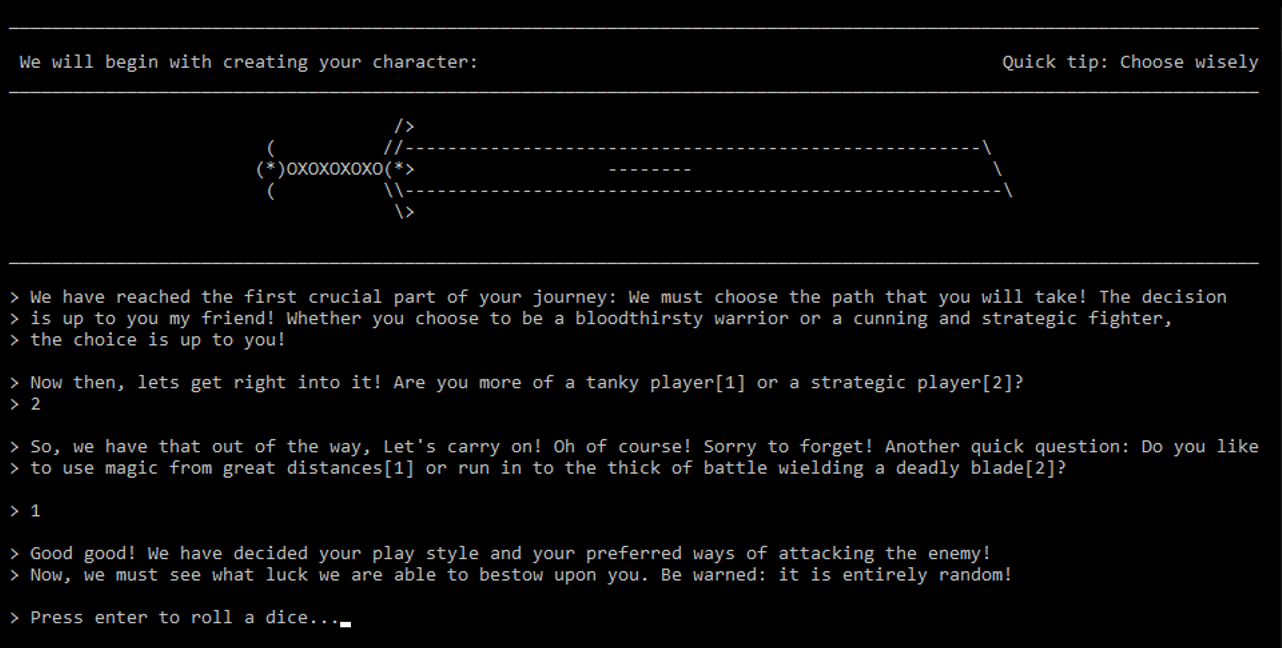 We will begin with creating your character: Quick tip: Choose wisely
/>
( //------------------------------------------------------\
(*)OXOXOXOXO(*> -------- \
( \\--------------------------------------------------------\
\>
> We have reached the first crucial part of your journey: We must choose the path that you will take! The decision
> is up to you my friend! Whether you choose to be a bloodthirsty warrior or a cunning and strategic fighter,
> the choice is up to you!
> Now then, lets get right into it! Are you more of a tanky player[1] or a strategic player[2]?
> 2
> So, we have that out of the way, Let's carry on! Oh of course! Sorry to forget! Another quick question: Do you like
> to use magic from great distances[1] or run in to the thick of battle wielding a deadly blade[2]?
> 1
> Good good! We have decided your play style and your preferred ways of attacking the enemy!
> Now, we must see what luck we are able to bestow upon you. Be warned: it is entirely random!
> Press enter to roll a dice...